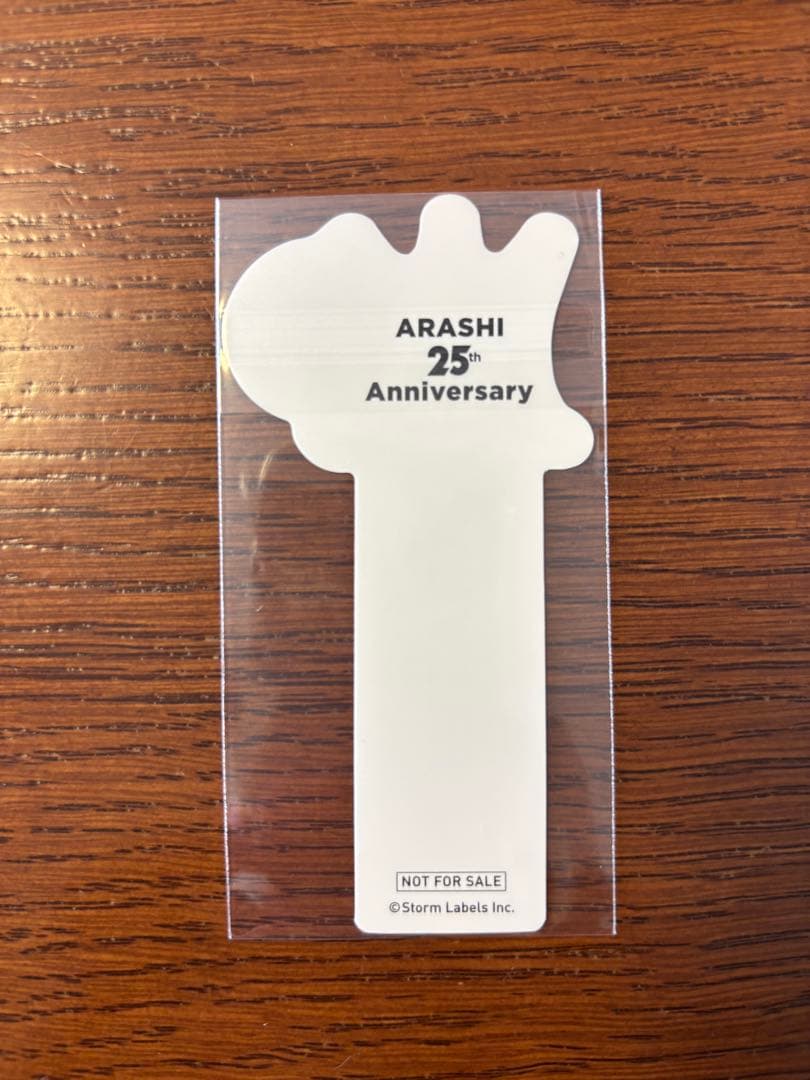 ARASHI
25th
Anniversary
NOT FOR SALE
©Storm Labels Inc.